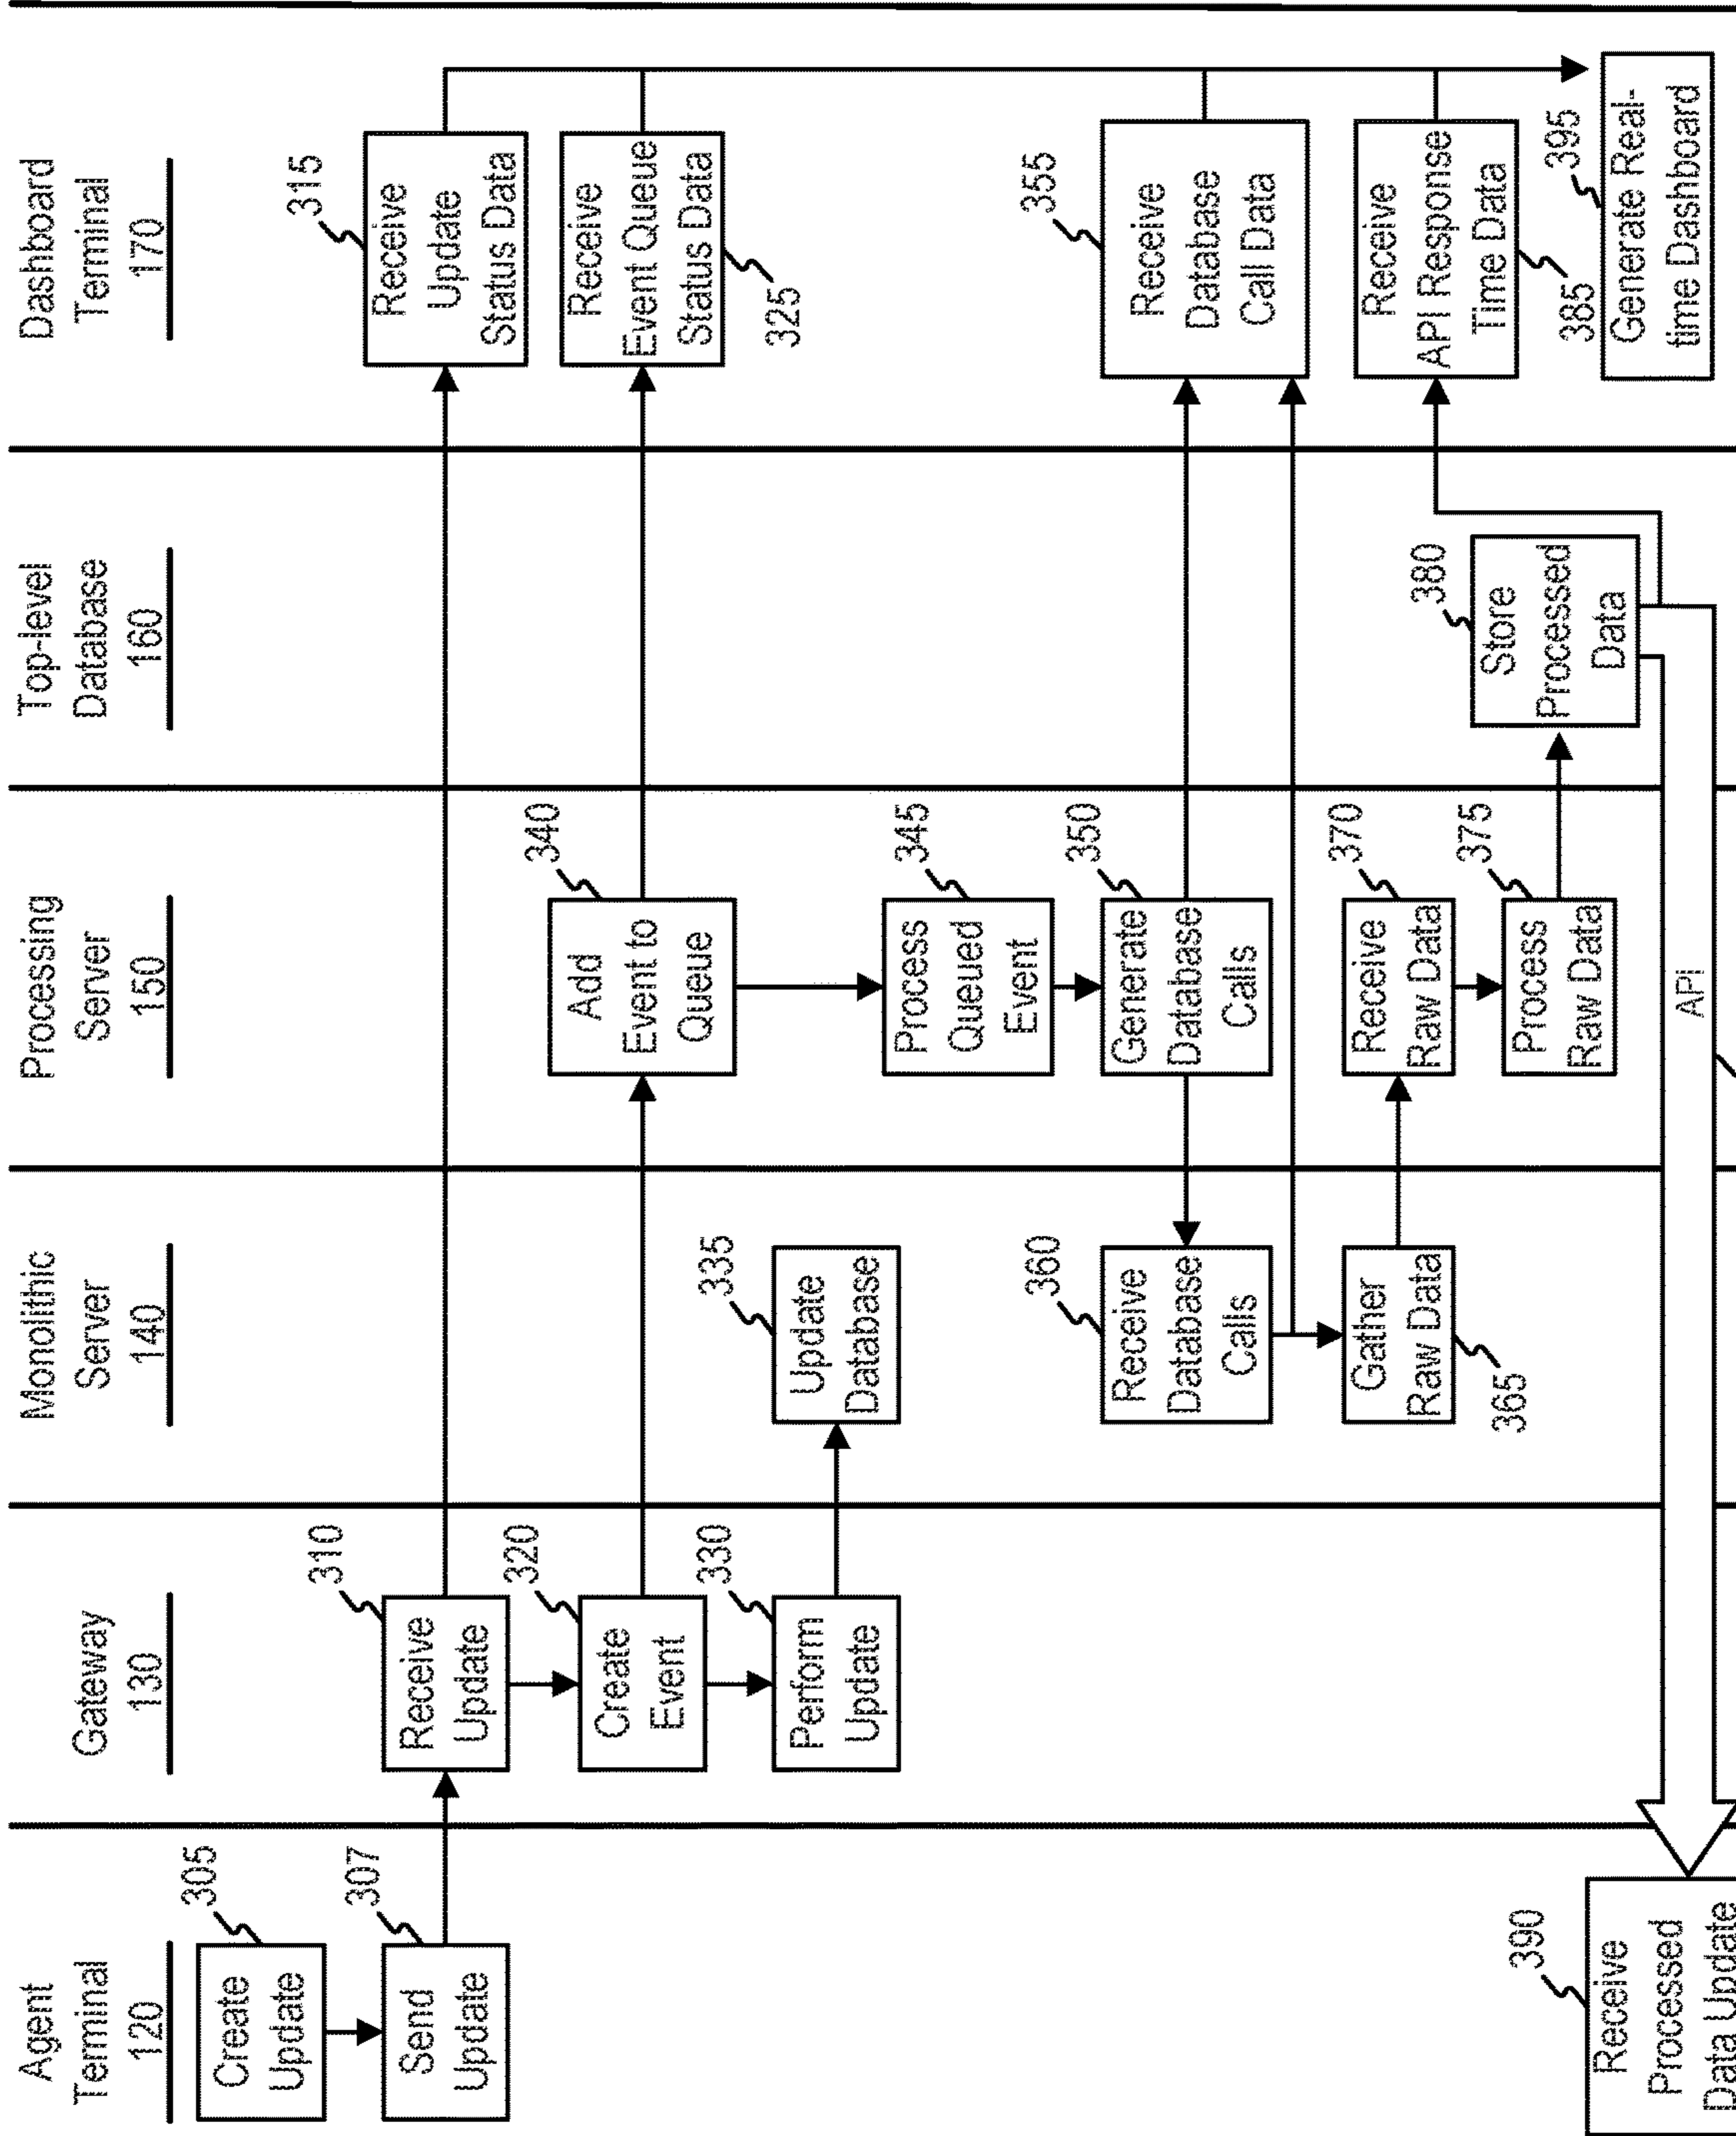 Agent
Terminal
120
Gateway
130
Monolithic
Server
140
Processing
Server
150
Top-level
Database
160
Dashboard
Terminal
170
305
Create
Update
307
Send
Update
310
Receive
Update
315
Receive
Update
Status Data
320
Create
Event
340
Add
Event to
Queue
Receive
Event Queue
Status Data
325
330
Perform
Update
335
Update
Database
345
Process
Queued
Event
360
Receive
Database
Calls
350
Generate
Database
Calls
355
Receive
Database
Call Data
Gather
Raw Data
365
370
Receive
Raw Data
Receive
API Response
Time Data
385
375
Process
Raw Data
380
Store
Processed
Data
390
Receive
Processed
Data Update
API
395
Generate Real-
time Dashboard